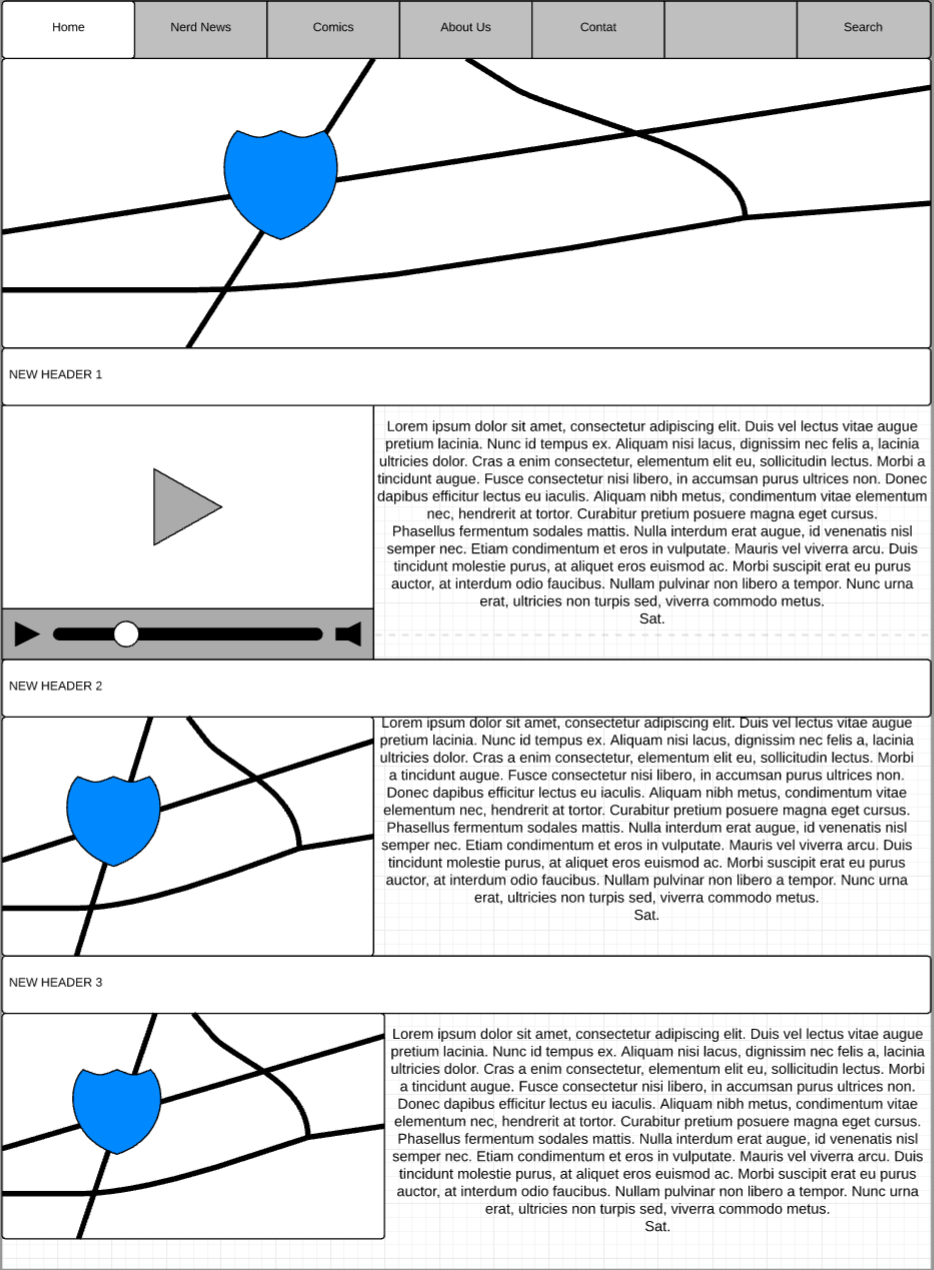 Home
Nerd News
Comics
About Us
Contat
Search
NEW HEADER 1
Lorem ipsum dolor sit amet, consectetur adipiscing elit. Duis vel lectus vitae augue
pretium lacinia. Nunc id tempus ex. Aliquam nisi lacus, dignissim nec felis a, lacinia
ultricies dolor. Cras a enim consectetur, elementum elit eu, sollicitudin lectus. Morbi a
tincidunt augue. Fusce consectetur nisi libero, in accumsan purus ultrices non. Donec
dapibus efficitur lectus eu iaculis. Aliquam nibh metus, condimentum vitae elementum
nec, hendrerit at tortor. Curabitur pretium posuere magna eget cursus.
Phasellus fermentum sodales mattis. Nulla interdum erat augue, id venenatis nisl
semper nec. Etiam condimentum et eros in vulputate. Mauris vel viverra arcu. Duis
tincidunt molestie purus, at aliquet eros euismod ac. Morbi suscipit erat eu purus
auctor, at interdum odio faucibus. Nullam pulvinar non libero a tempor. Nunc urna
erat, ultricies non turpis sed, viverra commodo metus.
Sat.
NEW HEADER 2
Lorem ipsum dolor sit amet, consectetur adipiscing elit. Duis vel lectus vitae augue
pretium lacinia. Nunc id tempus ex. Aliquam nisi lacus, dignissim nec felis a, lacinia
ultricies dolor. Cras a enim consectetur, elementum elit eu, sollicitudin lectus. Morbi
a tincidunt augue. Fusce consectetur nisi libero, in accumsan purus ultrices non.
Donec dapibus efficitur lectus eu iaculis. Aliquam nibh metus, condimentum vitae
elementum nec, hendrerit at tortor. Curabitur pretium posuere magna eget cursus.
Phasellus fermentum sodales mattis. Nulla interdum erat augue, id venenatis nisl
semper nec. Etiam condimentum et eros in vulputate. Mauris vel viverra arcu. Duis
tincidunt molestie purus, at aliquet eros euismod ac. Morbi suscipit erat eu purus
auctor, at interdum odio faucibus. Nullam pulvinar non libero a tempor. Nunc urna
erat, ultricies non turpis sed, viverra commodo metus.
Sat.
NEW HEADER 3
Lorem ipsum dolor sit amet, consectetur adipiscing elit. Duis vel lectus vitae augue
pretium lacinia. Nunc id tempus ex. Aliquam nisi lacus, dignissim nec felis a, lacinia
ultricies dolor. Cras a enim consectetur, elementum elit eu, sollicitudin lectus. Morbi
a tincidunt augue. Fusce consectetur nisi libero, in accumsan purus ultrices non.
Donec dapibus efficitur lectus eu iaculis. Aliquam nibh metus, condimentum vitae
elementum nec, hendrerit at tortor. Curabitur pretium posuere magna eget cursus.
Phasellus fermentum sodales mattis. Nulla interdum erat augue, id venenatis nisl
semper nec. Etiam condimentum et eros in vulputate. Mauris vel viverra arcu. Duis
tincidunt molestie purus, at aliquet eros euismod ac. Morbi suscipit erat eu purus
auctor, at interdum odio faucibus. Nullam pulvinar non libero a tempor. Nunc urna
erat, ultricies non turpis sed, viverra commodo metus.
Sat.